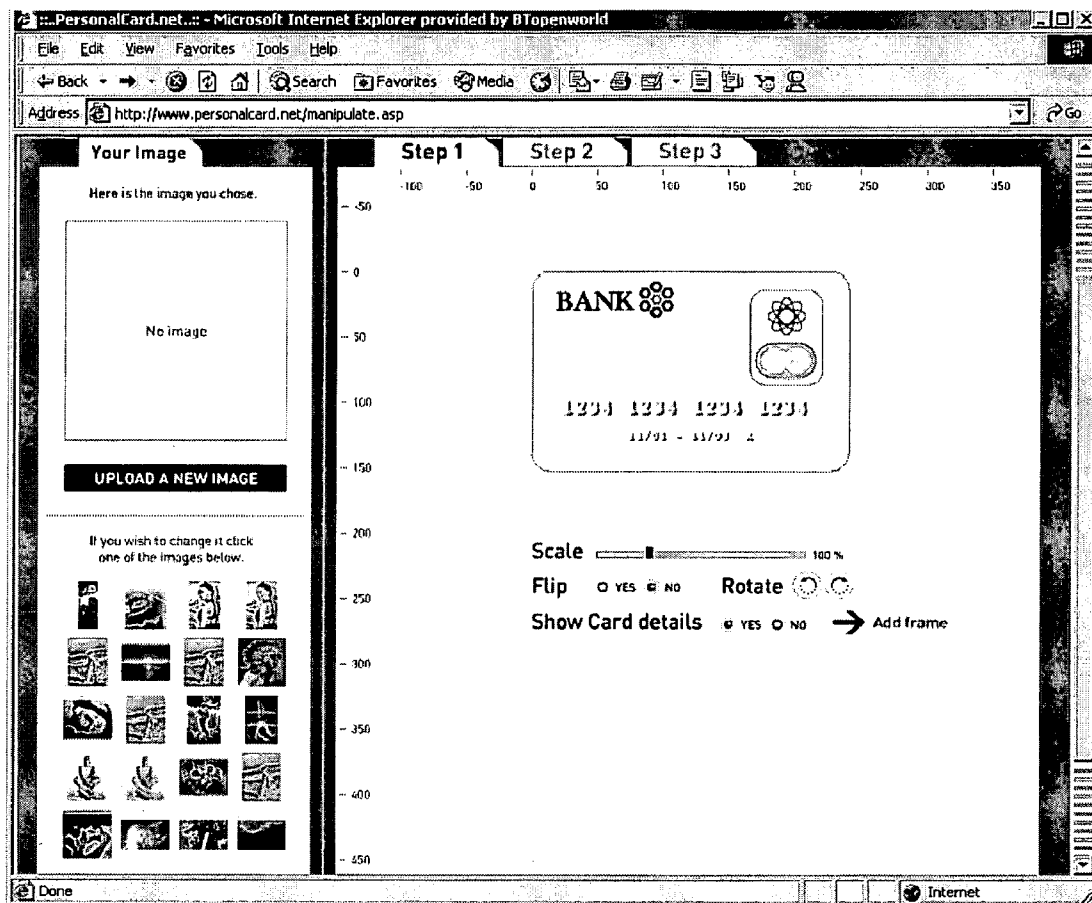 ::..PersonalCard.net..:: - Microsoft Internet Explorer provided by BTopenworld
File Edit View Favorites Tools Help
Back Search Favorites Media
Address http://www.personalcard.net/manipulate.asp Go
Your Image Step 1 Step 2 Step 3
Here is the image you chose.
-100 -50 0 50 100 150 200 250 300 350
-50
0
BANK
No image
50
100
1234 1234 1234 1234
150
UPLOAD A NEW IMAGE
200
If you wish to change it click
one of the images below.
Scale 100 %
Flip YES NO Rotate
250
Show Card details YES NO Add frame
300
350
400
450
Done Internet